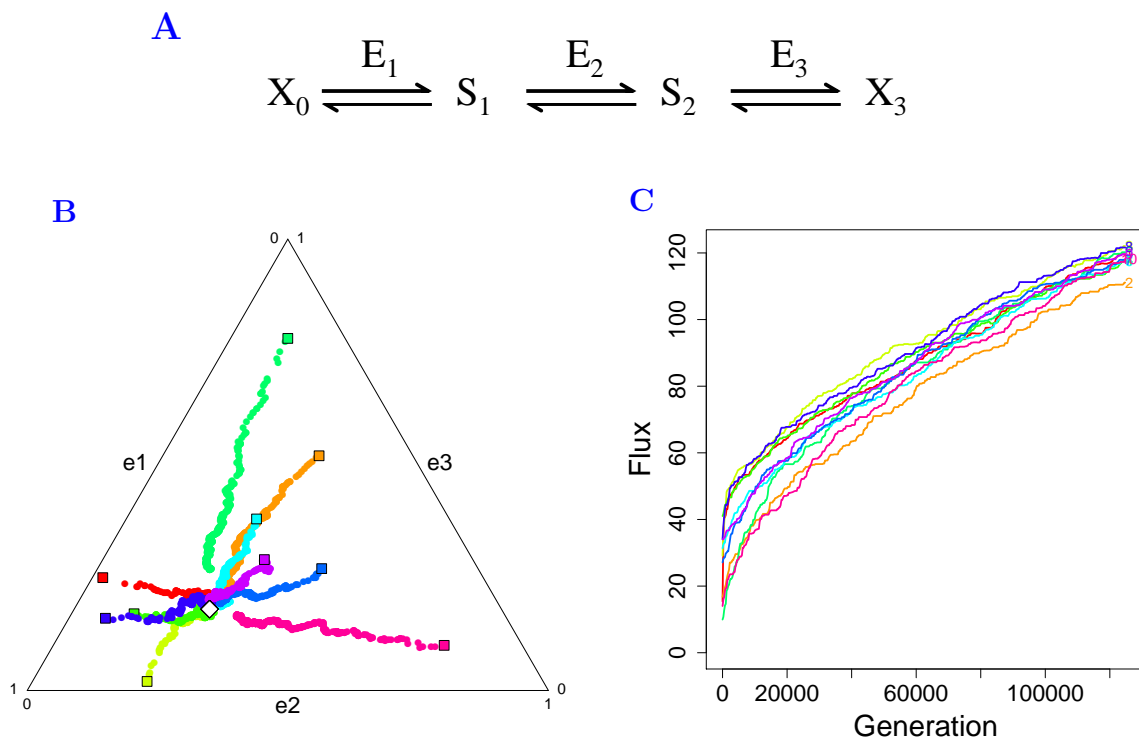 A
E₁ E₂ E₃
X₀ S₁ S₂ X₃
B
0 1
e1 e3
1 0
0 e2 1
C
Flux
120
100
80
60
40
20
0
2
0 20000 60000 100000
Generation